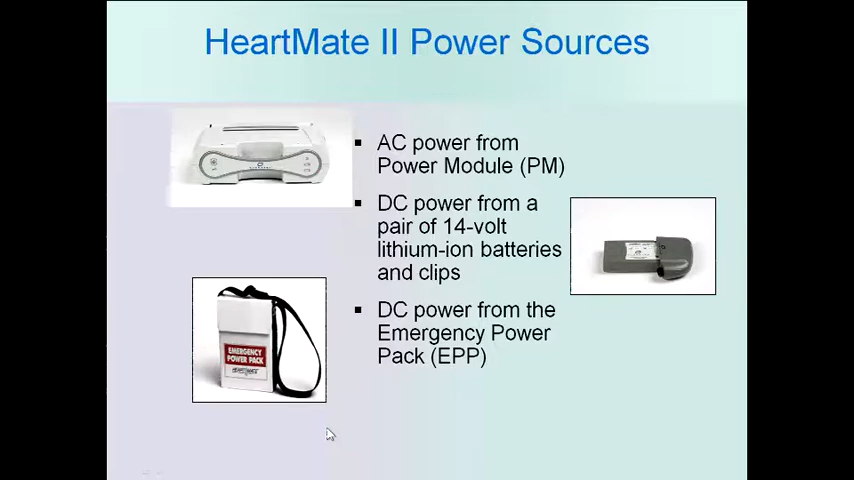 HeartMate II Power Sources
AC power from
Power Module (PM)
DC power from a
pair of 14-volt
lithium-ion batteries
and clips
DC power from the
Emergency Power
Pack (EPP)
EMERGENCY
POWER PACK
HEARTMATE